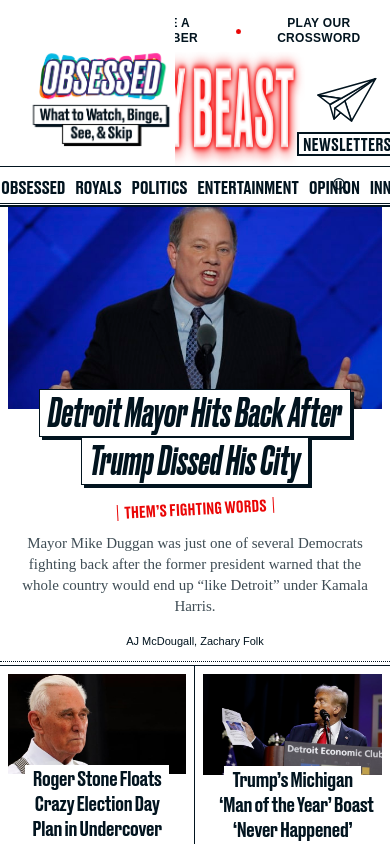 E A
BER
PLAY OUR
CROSSWORD
OBSESSED
What to Watch, Binge,
See, & Skip
Y BEAST
NEWSLETTERS
OBSESSED ROYALS POLITICS ENTERTAINMENT OPINION INN
Detroit Mayor Hits Back After
Trump Dissed His City
THEM'S FIGHTING WORDS
Mayor Mike Duggan was just one of several Democrats
fighting back after the former president warned that the
whole country would end up “like Detroit” under Kamala
Harris.
AJ McDougall, Zachary Folk
Roger Stone Floats
Crazy Election Day
Plan in Undercover
Detroit Economic Club
Trump’s Michigan
‘Man of the Year’ Boast
‘Never Happened’